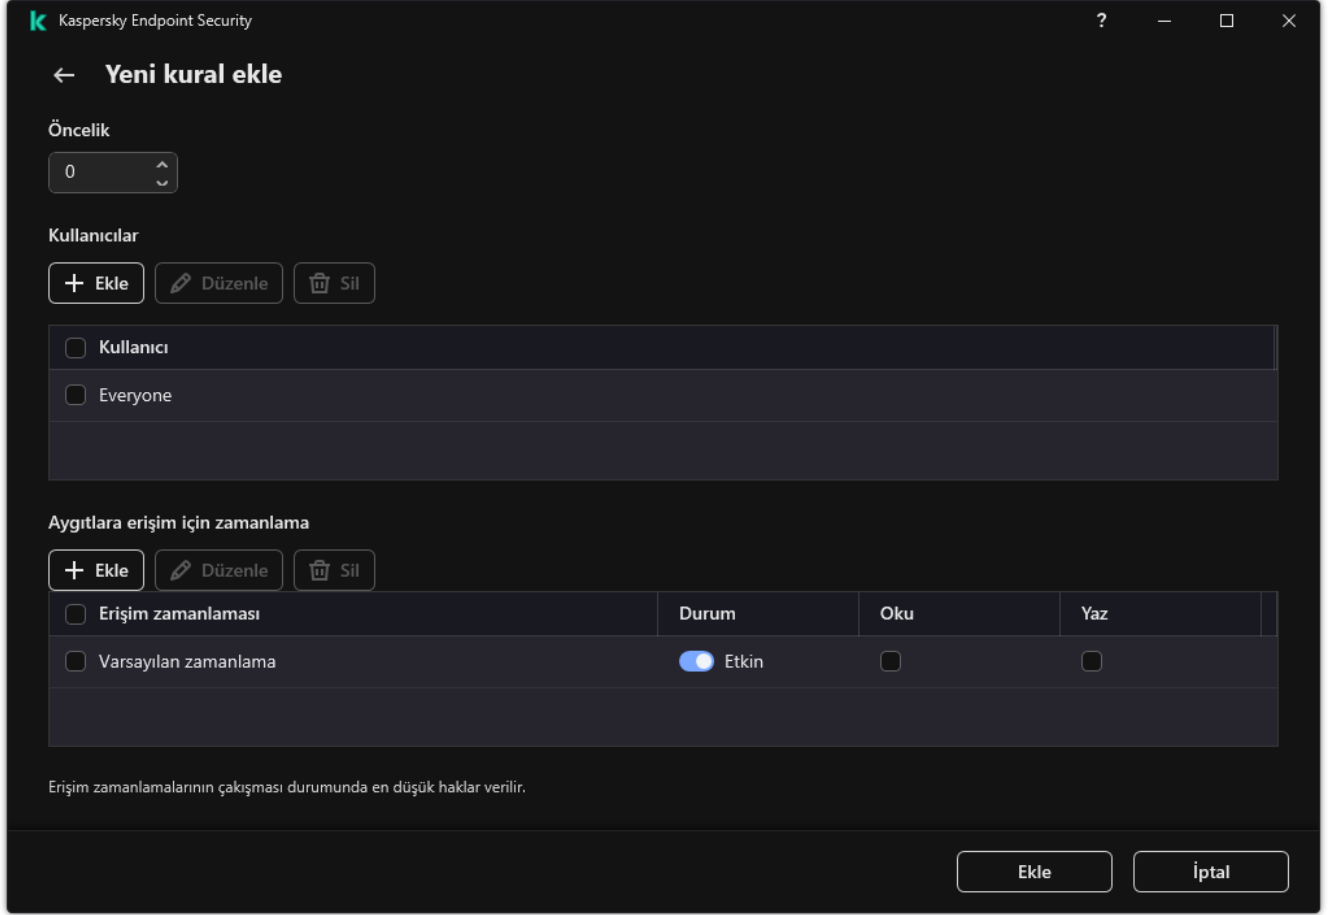 Kaspersky Endpoint Security ?
Yeni kural ekle
Öncelik
0
Kullanıcılar
Ekle Düzenle Sil
Kullanıcı
Everyone
Aygıtlara erişim için zamanlama
Ekle Düzenle Sil
Erişim zamanlaması Durum Oku Yaz
Varsayılan zamanlama Etkin
Erişim zamanlamalarının çakışması durumunda en düşük haklar verilir.
Ekle İptal